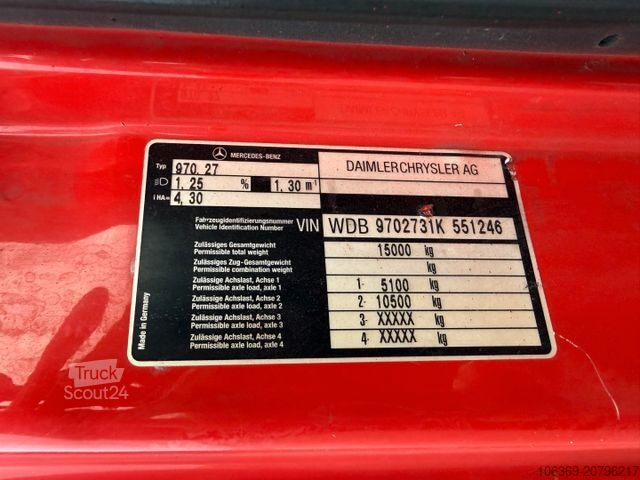 MERCEDES-BENZ
Typ 970.27 DAIMLERCHRYSLER AG
1.25 % 1.30 m
i HA= 4,30
Fahrzeugidentifizierungsnummer
Vehicle Identification Number VIN WDB 9702731K 551246
Zulässiges Gesamtgewicht
Permissible total weight 15000 kg
Zulässiges Zug-Gesamtgewicht
Permissible combination weight kg
Zulässige Achslast, Achse 1
Permissible axle load, axle 1 1- 5100 kg
Zulässige Achslast, Achse 2
Permissible axle load, axle 2 2- 10500 kg
Zulässige Achslast, Achse 3
Permissible axle load, axle 3 3- XXXXX kg
Zulässige Achslast, Achse 4
Permissible axle load, axle 4 4- XXXXX kg
Made in Germany
Truck
Scout24
106369-20796217